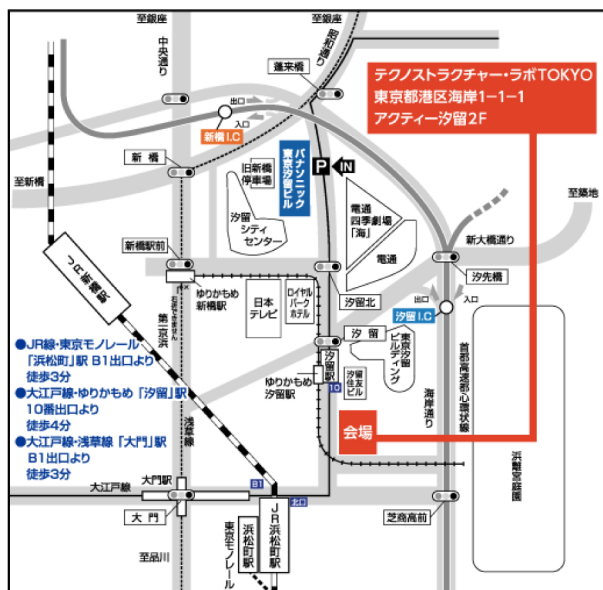 至銀座
至銀座
中央通り
昭和通り
蓬来橋
テクノストラクチャー・ラボTOKYO
東京都港区海岸1-1-1
アクティー汐留2F
出口
入口
新橋I.C
新橋
旧新橋
停車場
パナソニック
東京汐留ビル
P
IN
至新橋
汐留
シティ
センター
電通
四季劇場
「海」
電通
至築地
新大橋通り
汐先橋
新橋駅前
JR新橋駅
ゆりかもめ
新橋駅
第一京浜
日本
テレビ
ロイヤル
パーク
ホテル
汐留北
出口
入口
汐留I.C
汐留
汐留駅
東京汐留
ビルディング
ゆりかもめ
汐留駅
10
汐留
住友
ビル
首都高速都心環状線
海岸通り
●JR線・東京モノレール
「浜松町」駅 B1出口より
徒歩3分
●大江戸線・ゆりかもめ「汐留」駅
10番出口より
徒歩4分
●大江戸線・浅草線「大門」駅
B1出口より
徒歩3分
浅草線
会場
浜離宮庭園
大門駅
大江戸線
B1
北口
大門
芝商高前
JR浜松町駅
浜松町駅
東京モノレール
至品川